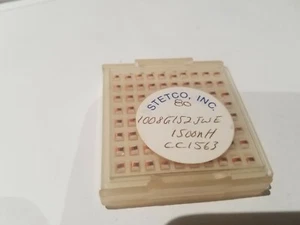 STETCO, INC.
80
1008G152JWE
1500nH
CC1563